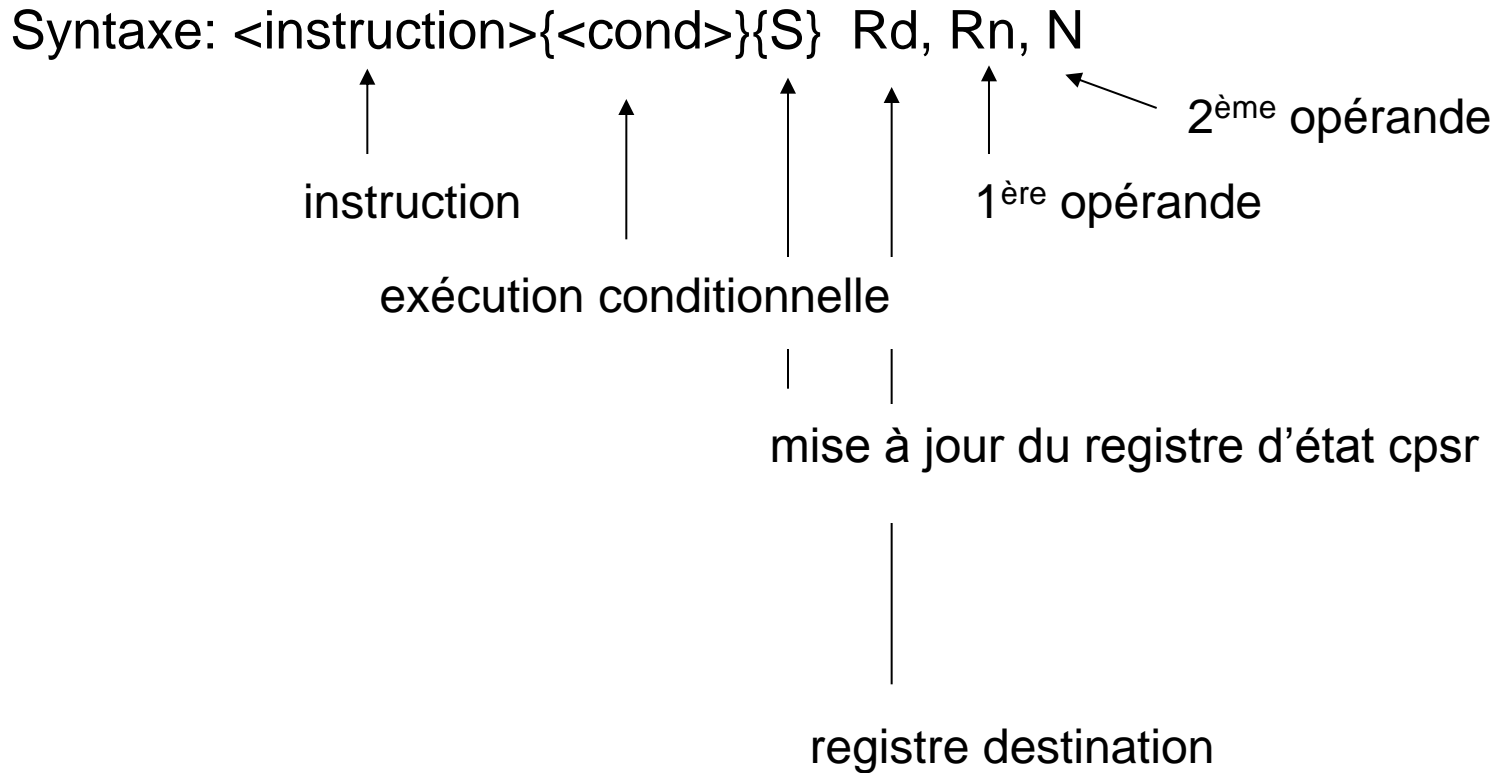 Syntaxe: <instruction>{<cond>}{S} Rd, Rn, N
2ème opérande
instruction
1ère opérande
exécution conditionnelle
mise à jour du registre d’état cpsr
registre destination